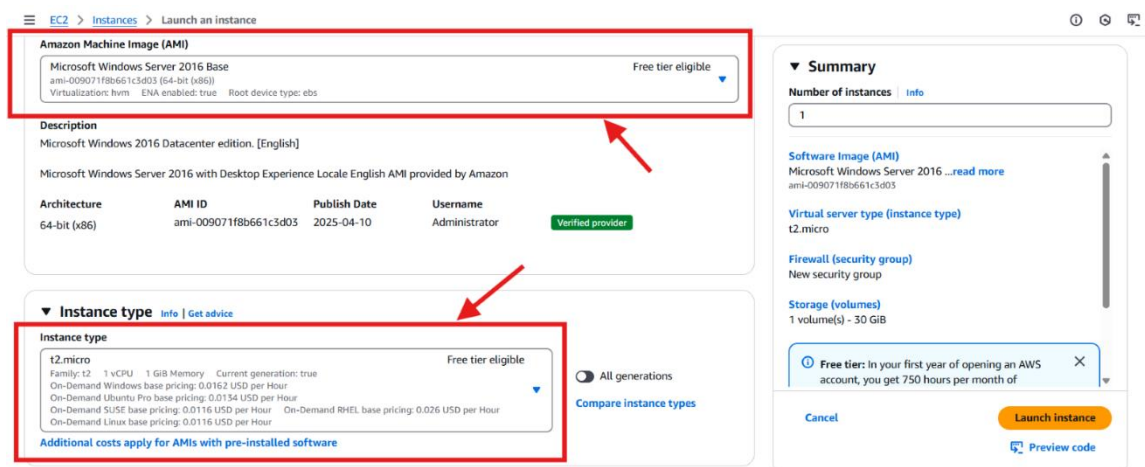 EC2 > Instances > Launch an instance
Amazon Machine Image (AMI)
Microsoft Windows Server 2016 Base Free tier eligible
ami-009071f8b661c3d03 (64-bit (x86))
Virtualization: hvm ENA enabled: true Root device type: ebs
Description
Microsoft Windows 2016 Datacenter edition. [English]
Microsoft Windows Server 2016 with Desktop Experience Locale English AMI provided by Amazon
Architecture AMI ID Publish Date Username
64-bit (x86) ami-009071f8b661c3d03 2025-04-10 Administrator Verified provider
Instance type Info | Get advice
Instance type
t2.micro Free tier eligible
Family: t2 1 vCPU 1 GiB Memory Current generation: true
On-Demand Windows base pricing: 0.0162 USD per Hour
On-Demand Ubuntu Pro base pricing: 0.0134 USD per Hour
On-Demand SUSE base pricing: 0.0116 USD per Hour On-Demand RHEL base pricing: 0.026 USD per Hour
On-Demand Linux base pricing: 0.0116 USD per Hour
All generations
Compare instance types
Additional costs apply for AMIs with pre-installed software
Summary
Number of instances Info
1
Software Image (AMI)
Microsoft Windows Server 2016 ...read more
ami-009071f8b661c3d03
Virtual server type (instance type)
t2.micro
Firewall (security group)
New security group
Storage (volumes)
1 volume(s) - 30 GiB
Free tier: In your first year of opening an AWS
account, you get 750 hours per month of
Cancel
Launch instance
Preview code